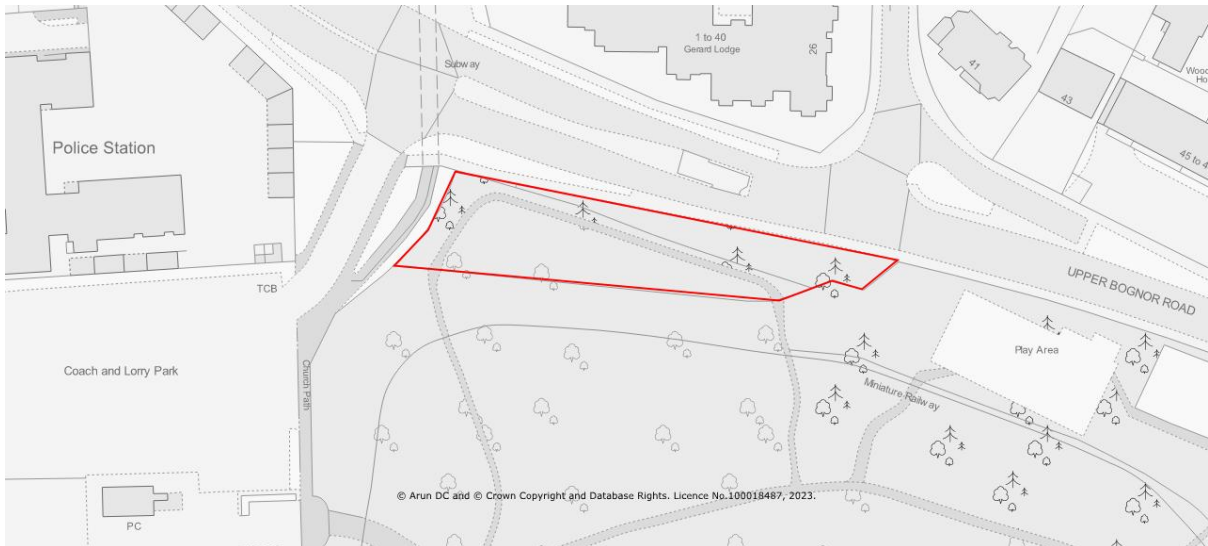 1 to 40
Gerard Lodge
26
41
43
Subway
Police Station
45 to 4
TCB
UPPER BOGNOR ROAD
Play Area
Coach and Lorry Park
Church Path
Miniature Railway
© Arun DC and © Crown Copyright and Database Rights. Licence No.100018487, 2023.
PC